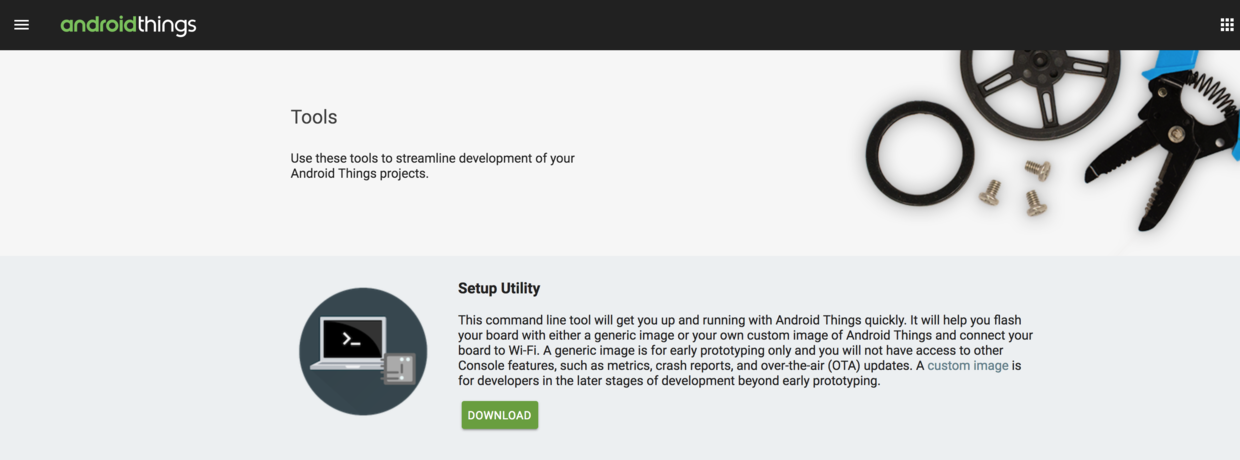 androidthings
Tools
Use these tools to streamline development of your
Android Things projects.
Setup Utility
This command line tool will get you up and running with Android Things quickly. It will help you flash
your board with either a generic image or your own custom image of Android Things and connect your
board to Wi-Fi. A generic image is for early prototyping only and you will not have access to other
Console features, such as metrics, crash reports, and over-the-air (OTA) updates. A custom image is
for developers in the later stages of development beyond early prototyping.
DOWNLOAD